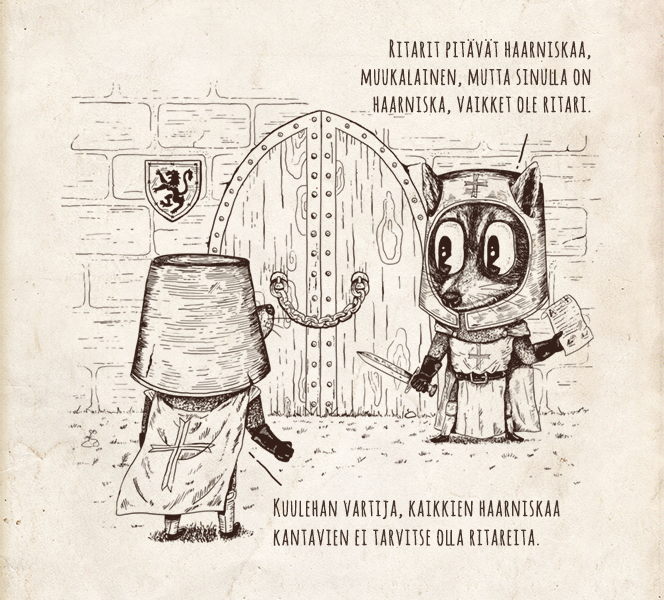 Ritarit pitävät haarniskaa,
muukalainen, mutta sinulla on
haarniska, vaikket ole ritari.
Kuulehan vartija, kaikkien haarniskaa
kantavien ei tarvitse olla ritareita.